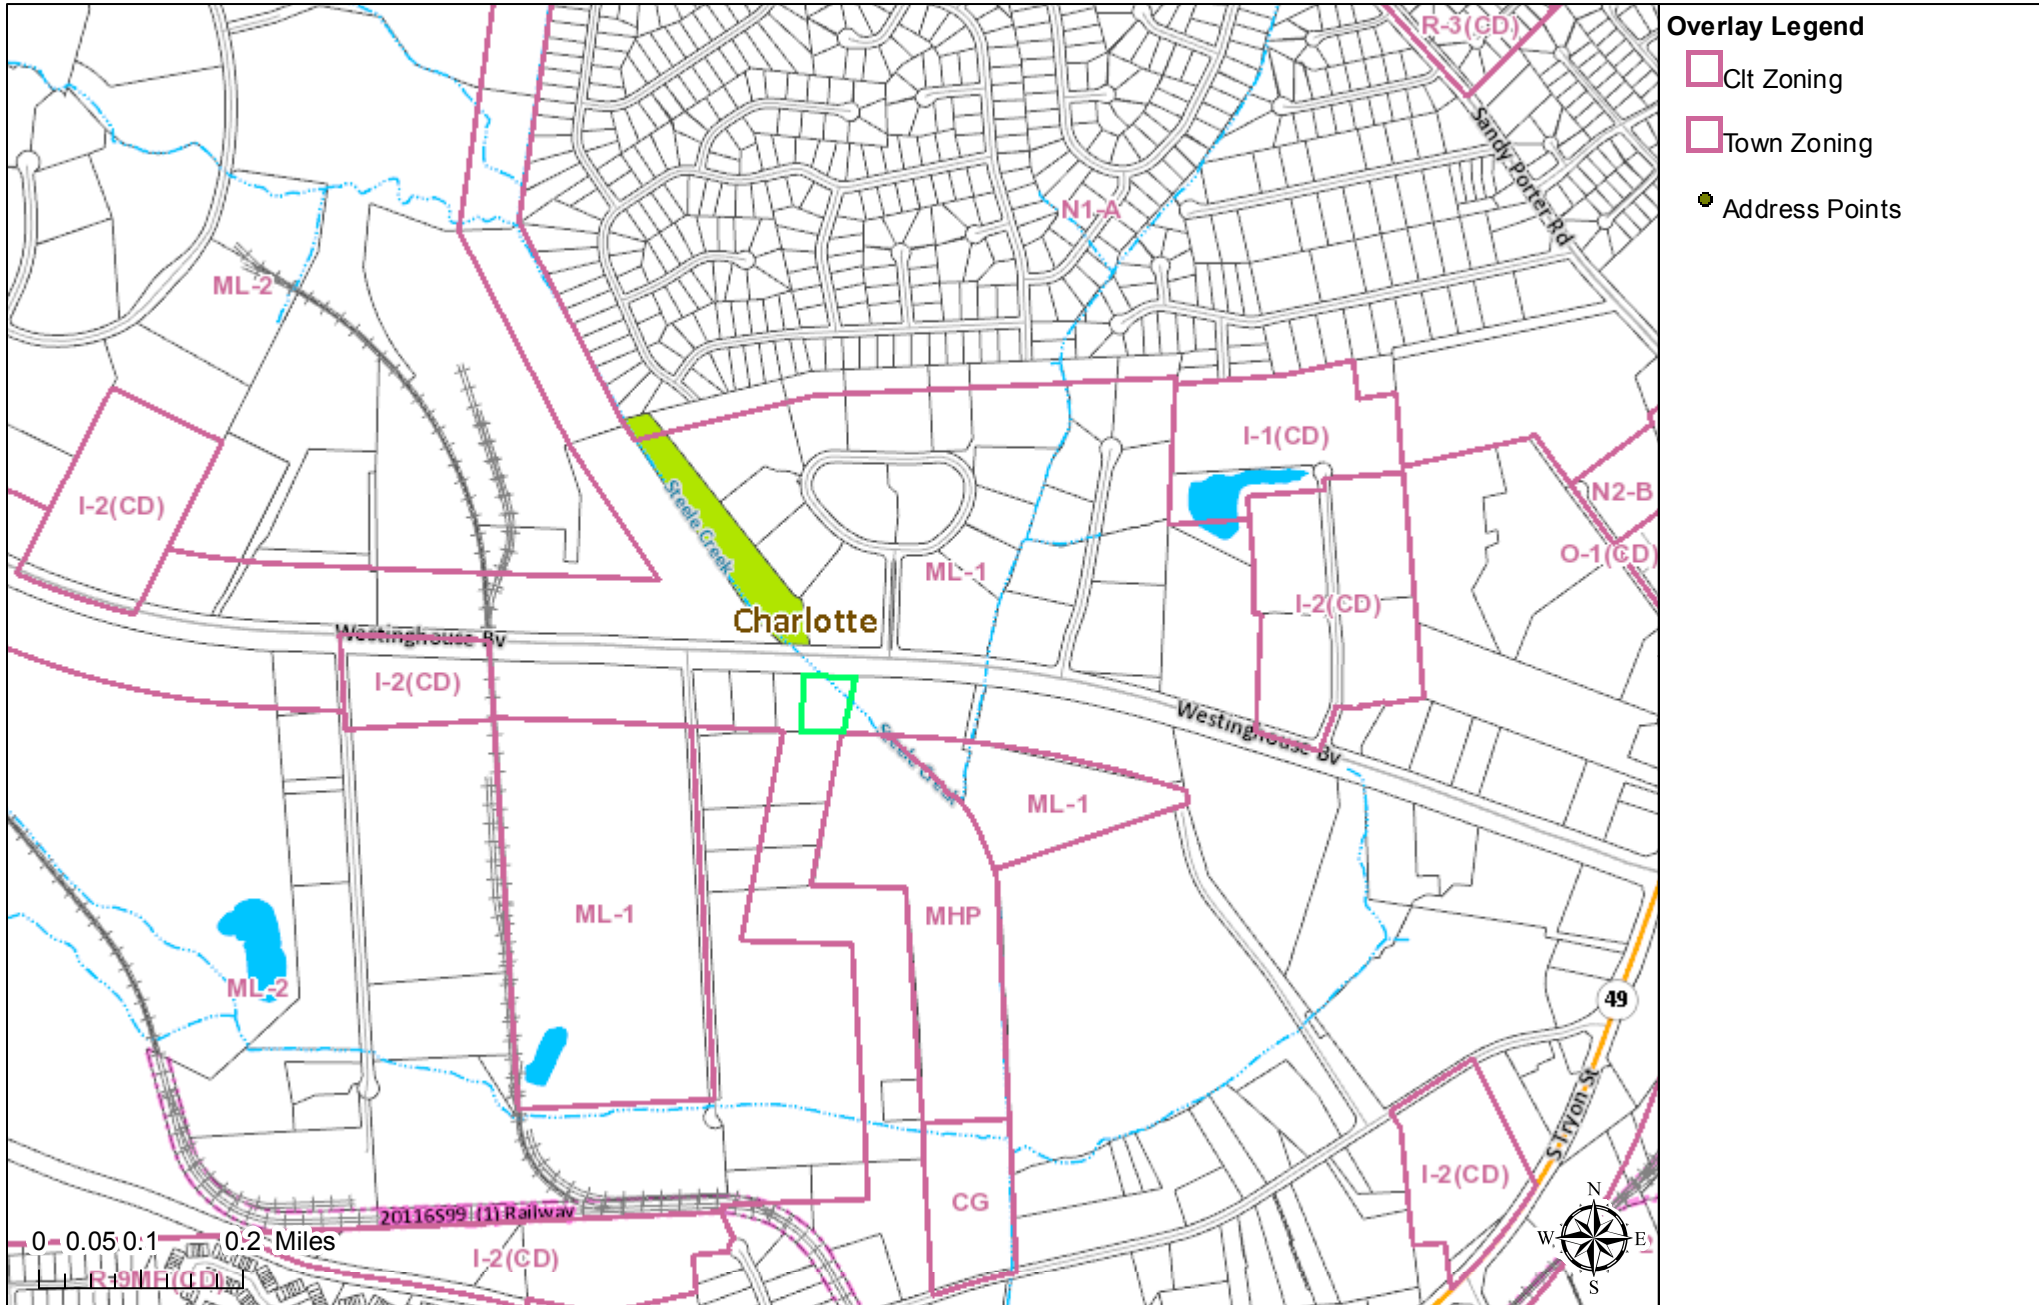 Overlay Legend
Clt Zoning
Town Zoning
Address Points
R-3(CD)
Sandy Porter Rd
N1-A
ML-2
I-1(CD)
I-2(CD)
N2-B
O-1(CD)
Steele Creek
ML-1
I-2(CD)
Charlotte
Westinghouse Bv
I-2(CD)
Westinghouse Bv
Steele Creek
ML-1
ML-1
MHP
ML-2
49
S Tryon St
I-2(CD)
CG
20116S99 (1) Railway
I-2(CD)
R-9MF(CD)
0 0.05 0.1 0.2 Miles
N
W E
S